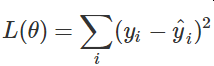 L(θ) = ∑ᵢ (yᵢ − ŷᵢ)²